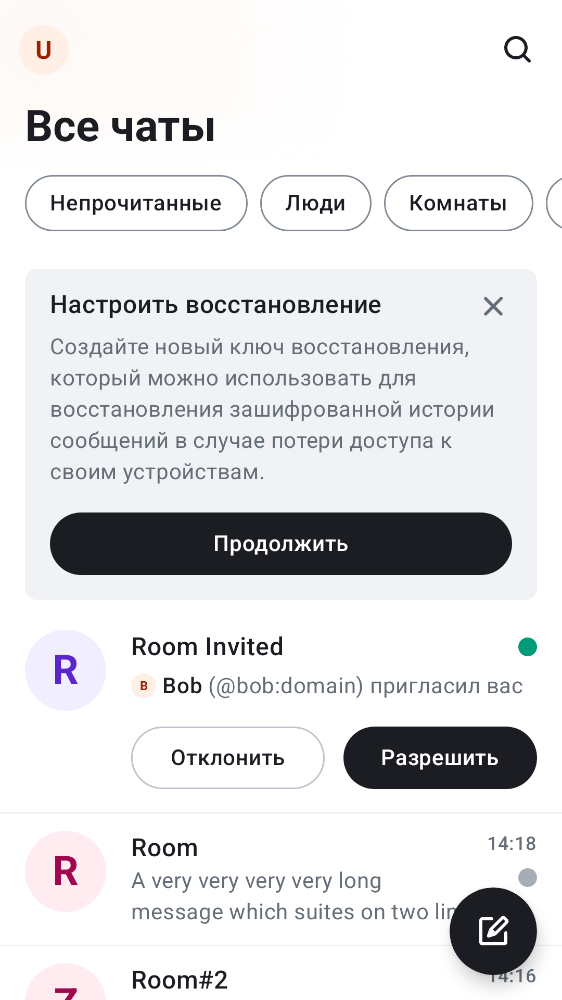 U
Все чаты
Непрочитанные Люди Комнаты
Настроить восстановление
Создайте новый ключ восстановления,
который можно использовать для
восстановления зашифрованной истории
сообщений в случае потери доступа к
своим устройствам.
Продолжить
R
Room Invited
B Bob (@bob:domain) пригласил вас
Отклонить Разрешить
R
Room 14:18
A very very very very long
message which suites on two
Room#2 14:16